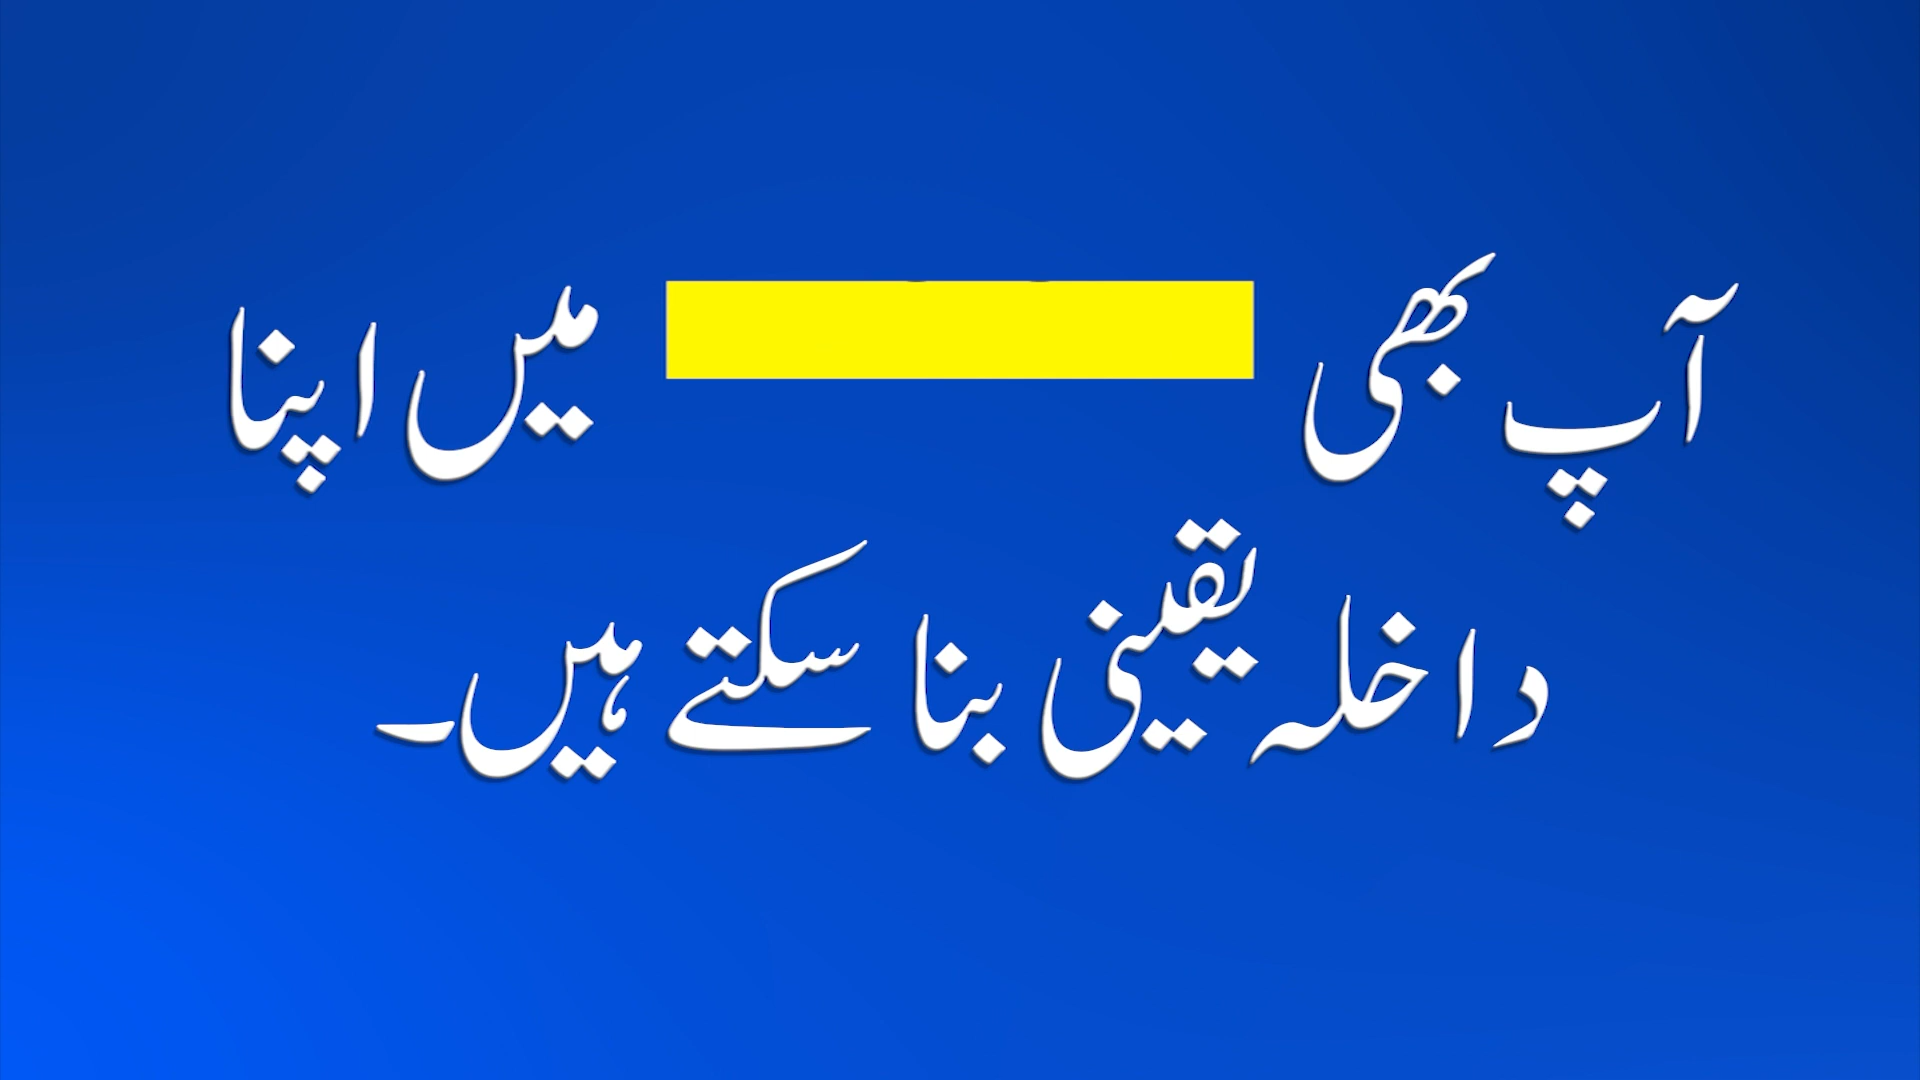 آپ بھی میں اپنا
داخلہ یقینی بنا سکتے ہیں۔